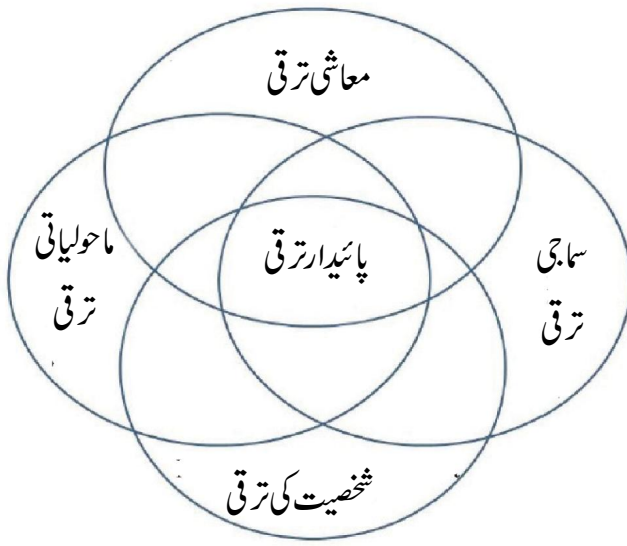 معاشی ترقی
سماجی
ترقی
پائیدار ترقی
ماحولیاتی
ترقی
شخصیت کی ترقی